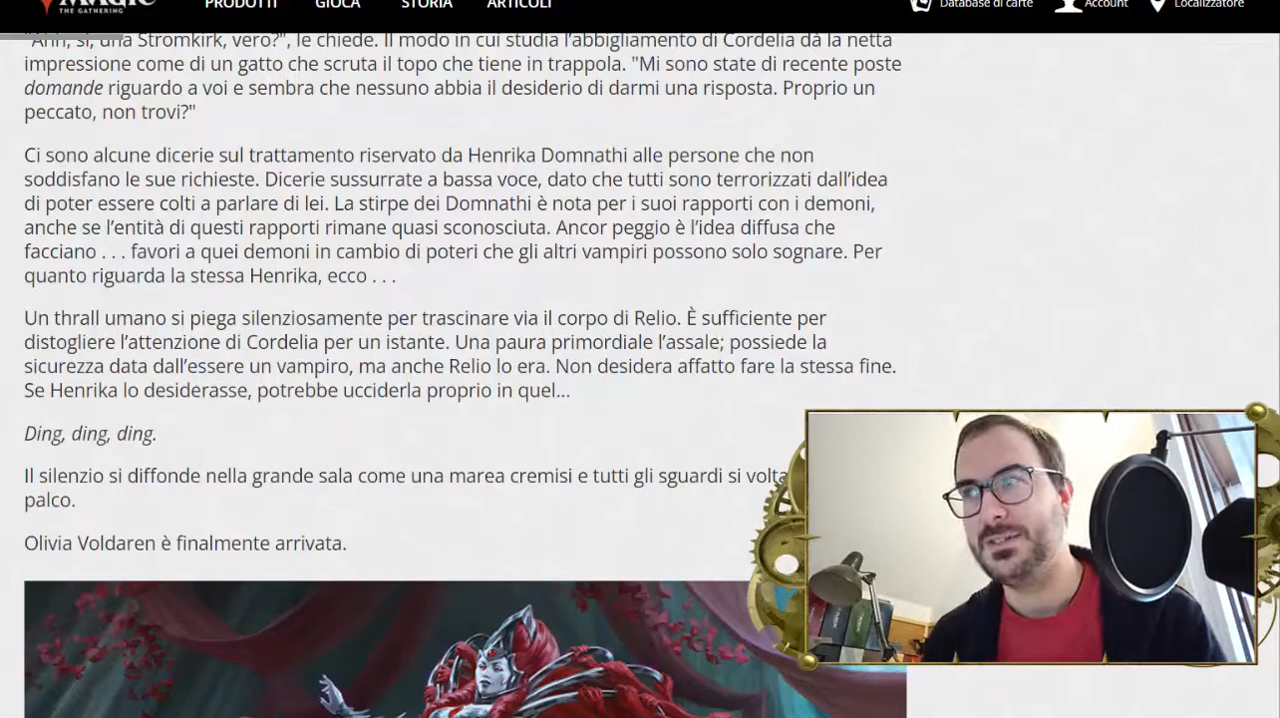 MAGIC
THE GATHERING
PRODOTTI
GIOCA
STORIA
ARTICOLI
Database di carte
Account
Localizzatore
"Ahh, sì, una Stromkirk, vero?", le chiede. Il modo in cui studia l'abbigliamento di Cordelia dà la netta
impressione come di un gatto che scruta il topo che tiene in trappola. "Mi sono state di recente poste
domande riguardo a voi e sembra che nessuno abbia il desiderio di darmi una risposta. Proprio un
peccato, non trovi?"
Ci sono alcune dicerie sul trattamento riservato da Henrika Domnathi alle persone che non
soddisfano le sue richieste. Dicerie sussurrate a bassa voce, dato che tutti sono terrorizzati dall'idea
di poter essere colti a parlare di lei. La stirpe dei Domnathi è nota per i suoi rapporti con i demoni,
anche se l'entità di questi rapporti rimane quasi sconosciuta. Ancor peggio è l'idea diffusa che
facciano . . . favori a quei demoni in cambio di poteri che gli altri vampiri possono solo sognare. Per
quanto riguarda la stessa Henrika, ecco . . .
Un thrall umano si piega silenziosamente per trascinare via il corpo di Relio. È sufficiente per
distogliere l'attenzione di Cordelia per un istante. Una paura primordiale l'assale; possiede la
sicurezza data dall'essere un vampiro, ma anche Relio lo era. Non desidera affatto fare la stessa fine.
Se Henrika lo desiderasse, potrebbe ucciderla proprio in quel...
Ding, ding, ding.
Il silenzio si diffonde nella grande sala come una marea cremisi e tutti gli sguardi si volta
palco.
Olivia Voldaren è finalmente arrivata.